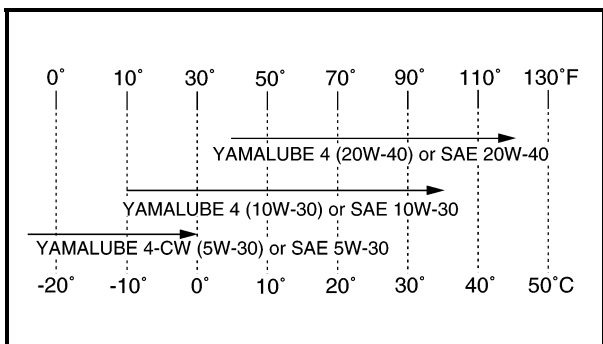 0˚ 10˚ 30˚ 50˚ 70˚ 90˚ 110˚ 130˚F
YAMALUBE 4 (20W-40) or SAE 20W-40
YAMALUBE 4 (10W-30) or SAE 10W-30
YAMALUBE 4-CW (5W-30) or SAE 5W-30
-20˚ -10˚ 0˚ 10˚ 20˚ 30˚ 40˚ 50˚C